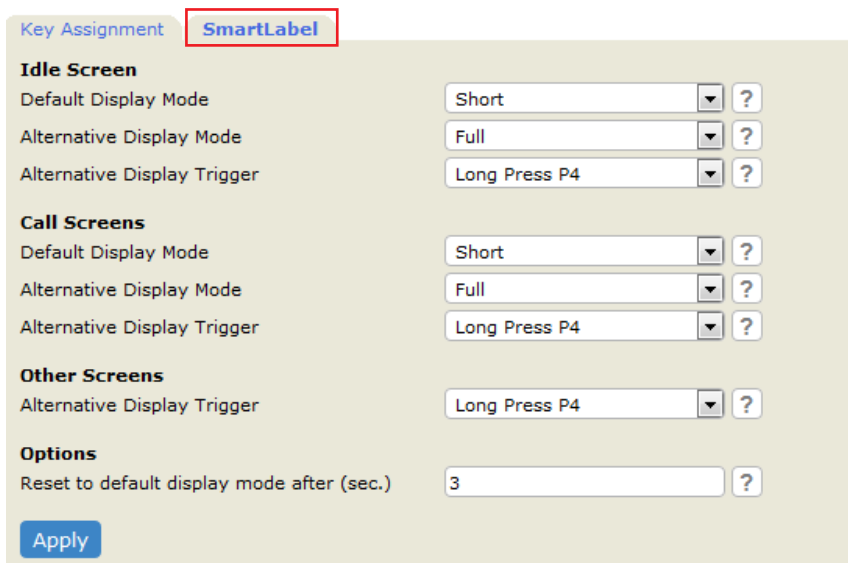 Key Assignment SmartLabel
Idle Screen
Default Display Mode Short ?
Alternative Display Mode Full ?
Alternative Display Trigger Long Press P4 ?
Call Screens
Default Display Mode Short ?
Alternative Display Mode Full ?
Alternative Display Trigger Long Press P4 ?
Other Screens
Alternative Display Trigger Long Press P4 ?
Options
Reset to default display mode after (sec.) 3 ?
Apply